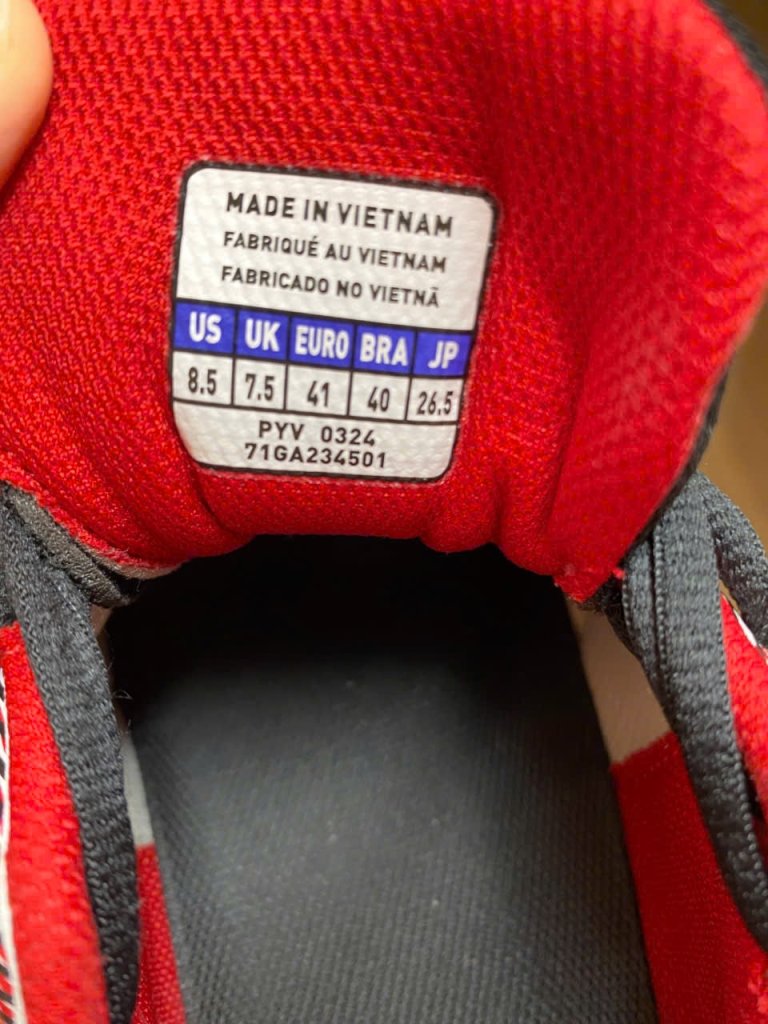 MADE IN VIETNAM
FABRIQUÉ AU VIETNAM
FABRICADO NO VIETNÃ
US UK EURO BRA JP
8.5 7.5 41 40 26.5
PYV 0324
71GA234501